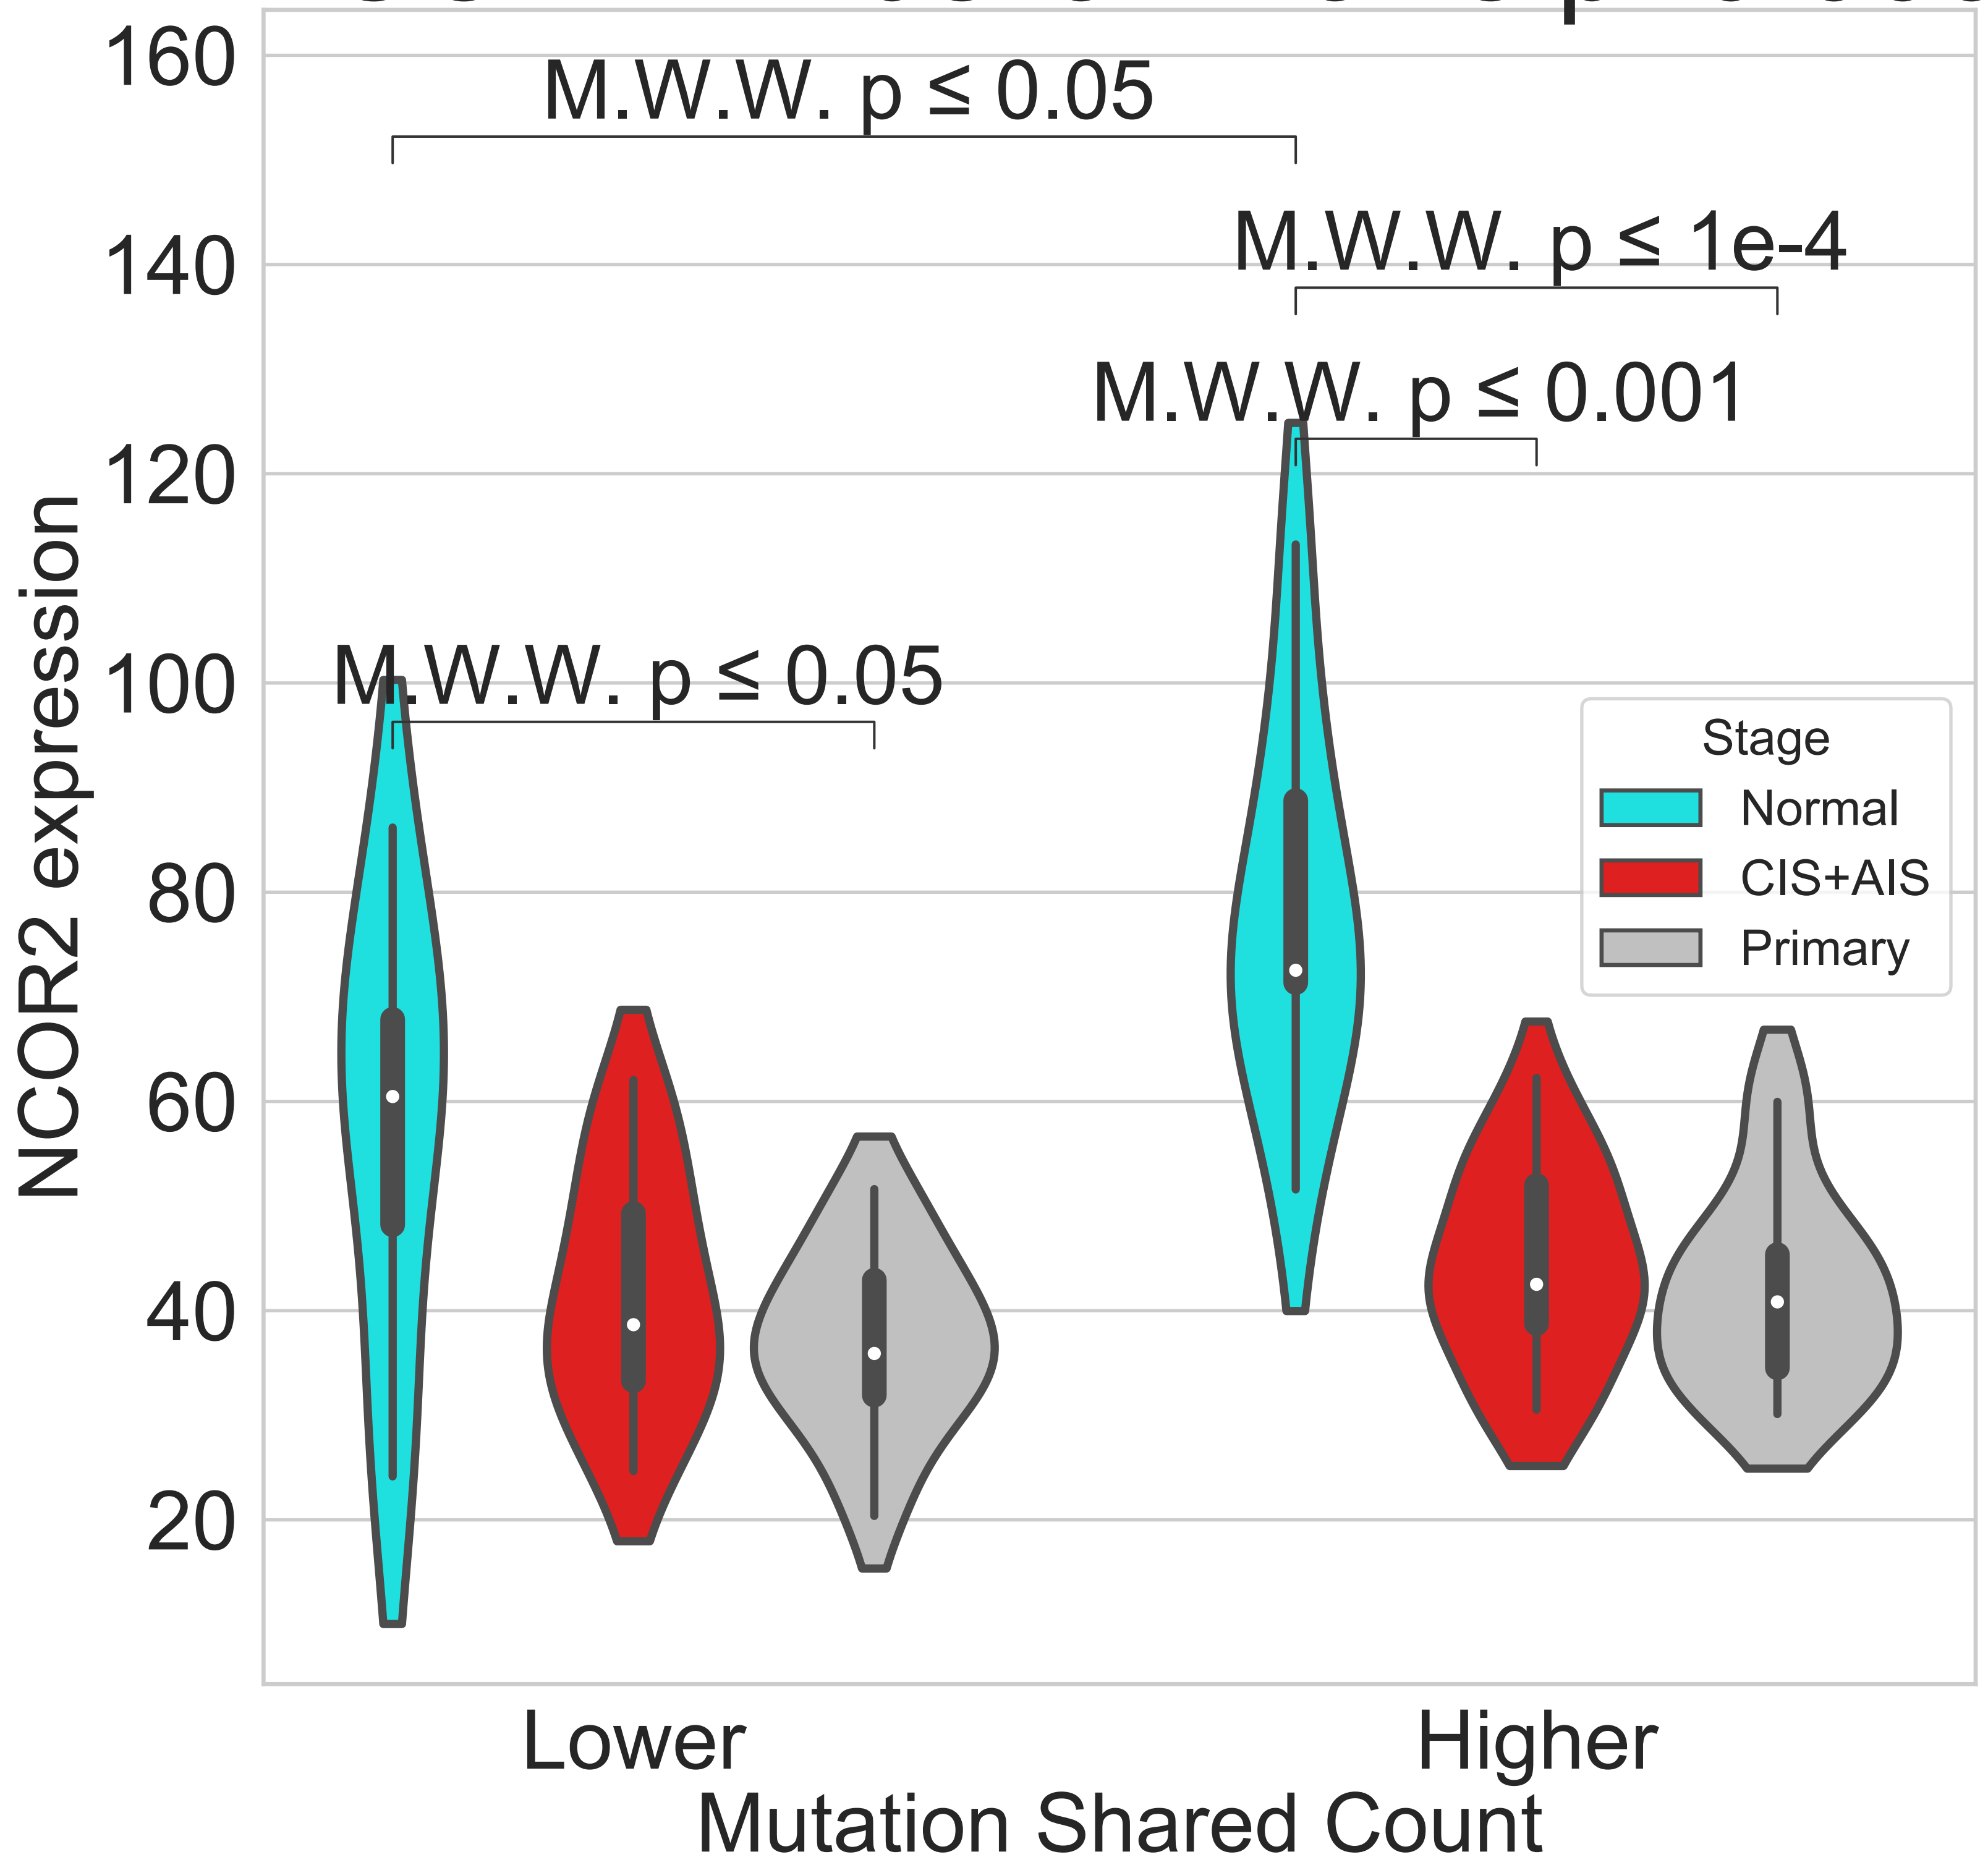 160
M.W.W. p ≤ 0.05
M.W.W. p ≤ 1e-4
140
M.W.W. p ≤ 0.001
120
M.W.W. p ≤ 0.05
100
Stage
Normal
CIS+AIS
Primary
80
60
40
20
NCOR2 expression
Lower
Higher
Mutation Shared Count